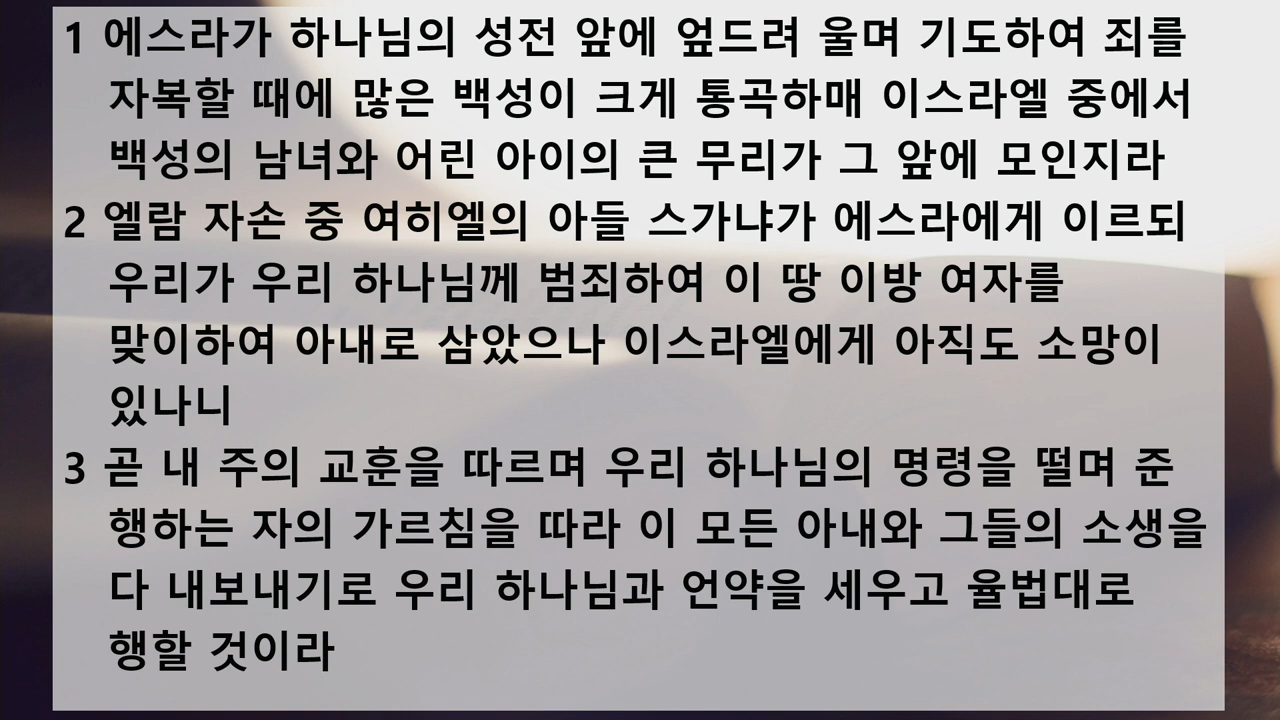 1 에스라가 하나님의 성전 앞에 엎드려 울며 기도하여 죄를
자복할 때에 많은 백성이 크게 통곡하매 이스라엘 중에서
백성의 남녀와 어린 아이의 큰 무리가 그 앞에 모인지라
2 엘람 자손 중 여히엘의 아들 스가냐가 에스라에게 이르되
우리가 우리 하나님께 범죄하여 이 땅 이방 여자를
맞이하여 아내로 삼았으나 이스라엘에게 아직도 소망이
있나니
3 곧 내 주의 교훈을 따르며 우리 하나님의 명령을 떨며 준
행하는 자의 가르침을 따라 이 모든 아내와 그들의 소생을
다 내보내기로 우리 하나님과 언약을 세우고 율법대로
행할 것이라